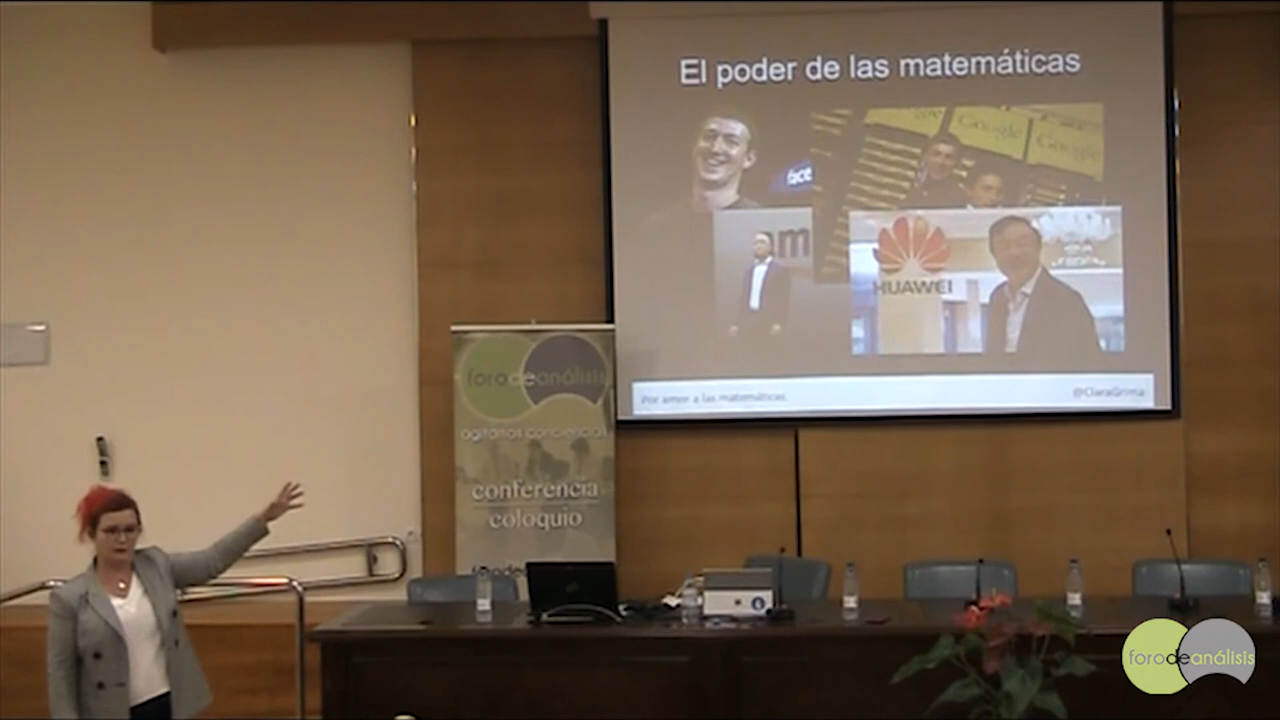 El poder de las matemáticas
Google
Google
face
am
HUAWEI
Por amor a las matemáticas
@ClaraGrima
forodeanálisis
agitamos conciencias
conferencia
coloquio
forode
forodeanálisis